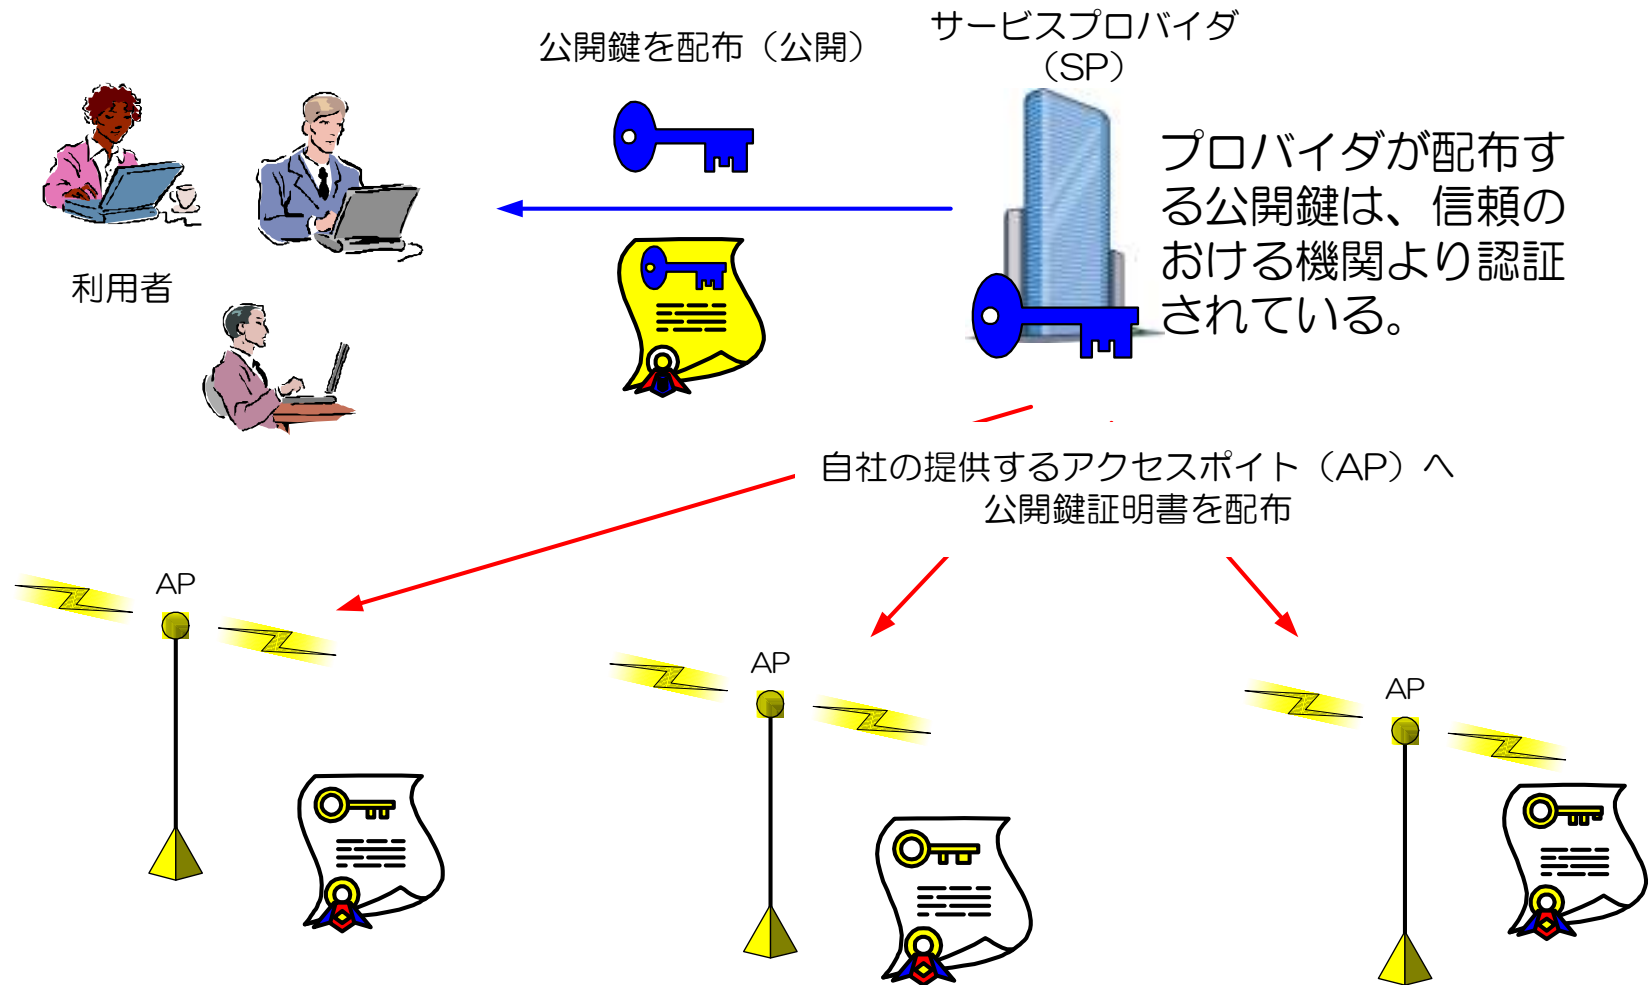 サービスプロバイダ
（SP）
公開鍵を配布（公開）
プロバイダが配布す
る公開鍵は、信頼の
おける機関より認証
されている。
利用者
自社の提供するアクセスポイト（AP）へ
公開鍵証明書を配布
AP
AP
AP